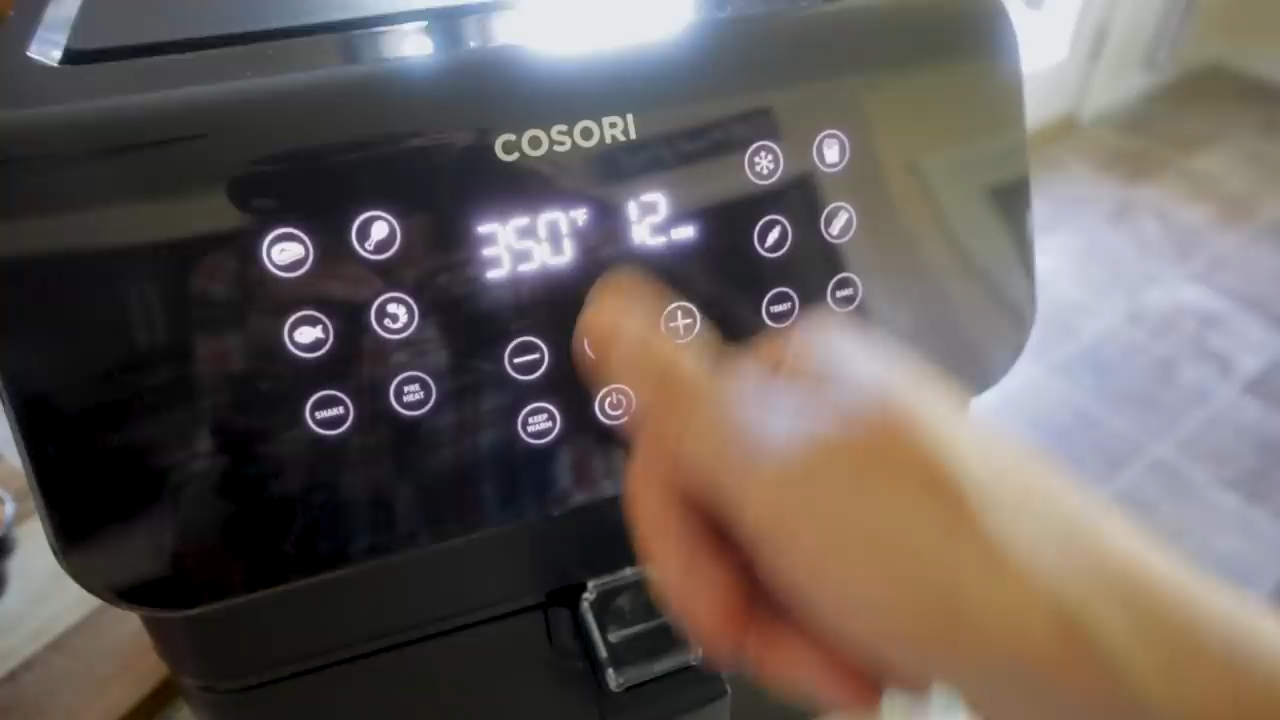 COSORI
350°F 12
TOAST
BAKE
PRE
HEAT
SHAKE
KEEP
WARM